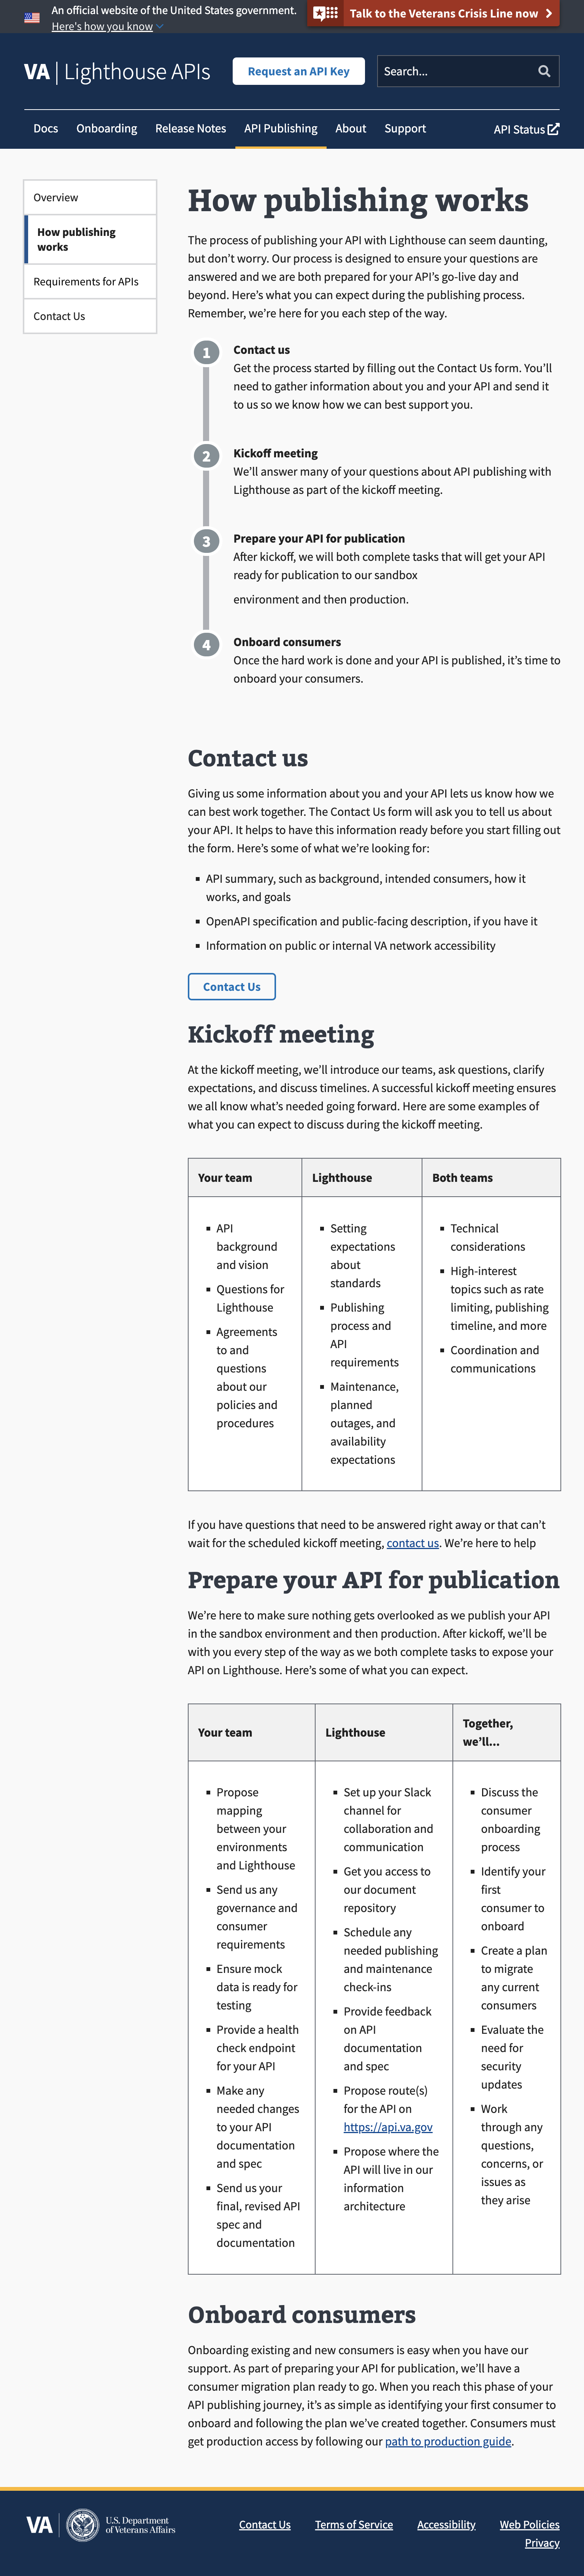 An official website of the United States government.
Here's how you know
Talk to the Veterans Crisis Line now
VA | Lighthouse APIs
Request an API Key
Search...
Docs
Onboarding
Release Notes
API Publishing
About
Support
API Status
Overview
How publishing
works
Requirements for APIs
Contact Us
How publishing works
The process of publishing your API with Lighthouse can seem daunting,
but don’t worry. Our process is designed to ensure your questions are
answered and we are both prepared for your API’s go-live day and
beyond. Here’s what you can expect during the publishing process.
Remember, we’re here for you each step of the way.
1
Contact us
Get the process started by filling out the Contact Us form. You’ll
need to gather information about you and your API and send it
to us so we know how we can best support you.
2
Kickoff meeting
We’ll answer many of your questions about API publishing with
Lighthouse as part of the kickoff meeting.
3
Prepare your API for publication
After kickoff, we will both complete tasks that will get your API
ready for publication to our sandbox
environment and then production.
4
Onboard consumers
Once the hard work is done and your API is published, it’s time to
onboard your consumers.
Contact us
Giving us some information about you and your API lets us know how we
can best work together. The Contact Us form will ask you to tell us about
your API. It helps to have this information ready before you start filling out
the form. Here’s some of what we’re looking for:
API summary, such as background, intended consumers, how it
works, and goals
OpenAPI specification and public-facing description, if you have it
Information on public or internal VA network accessibility
Contact Us
Kickoff meeting
At the kickoff meeting, we’ll introduce our teams, ask questions, clarify
expectations, and discuss timelines. A successful kickoff meeting ensures
we all know what’s needed going forward. Here are some examples of
what you can expect to discuss during the kickoff meeting.
Your team
Lighthouse
Both teams
API
background
and vision
Questions for
Lighthouse
Agreements
to and
questions
about our
policies and
procedures
Setting
expectations
about
standards
Publishing
process and
API
requirements
Maintenance,
planned
outages, and
availability
expectations
Technical
considerations
High-interest
topics such as rate
limiting, publishing
timeline, and more
Coordination and
communications
If you have questions that need to be answered right away or that can’t
wait for the scheduled kickoff meeting, contact us. We’re here to help
Prepare your API for publication
We’re here to make sure nothing gets overlooked as we publish your API
in the sandbox environment and then production. After kickoff, we’ll be
with you every step of the way as we both complete tasks to expose your
API on Lighthouse. Here’s some of what you can expect.
Your team
Lighthouse
Together,
we’ll...
Propose
mapping
between your
environments
and Lighthouse
Send us any
governance and
consumer
requirements
Ensure mock
data is ready for
testing
Provide a health
check endpoint
for your API
Make any
needed changes
to your API
documentation
and spec
Send us your
final, revised API
spec and
documentation
Set up your Slack
channel for
collaboration and
communication
Get you access to
our document
repository
Schedule any
needed publishing
and maintenance
check-ins
Provide feedback
on API
documentation
and spec
Propose route(s)
for the API on
https://api.va.gov
Propose where the
API will live in our
information
architecture
Discuss the
consumer
onboarding
process
Identify your
first
consumer to
onboard
Create a plan
to migrate
any current
consumers
Evaluate the
need for
security
updates
Work
through any
questions,
concerns, or
issues as
they arise
Onboard consumers
Onboarding existing and new consumers is easy when you have our
support. As part of preparing your API for publication, we’ll have a
consumer migration plan ready to go. When you reach this phase of your
API publishing journey, it’s as simple as identifying your first consumer to
onboard and following the plan we’ve created together. Consumers must
get production access by following our path to production guide.
VA
U.S. Department
of Veterans Affairs
Contact Us
Terms of Service
Accessibility
Web Policies
Privacy